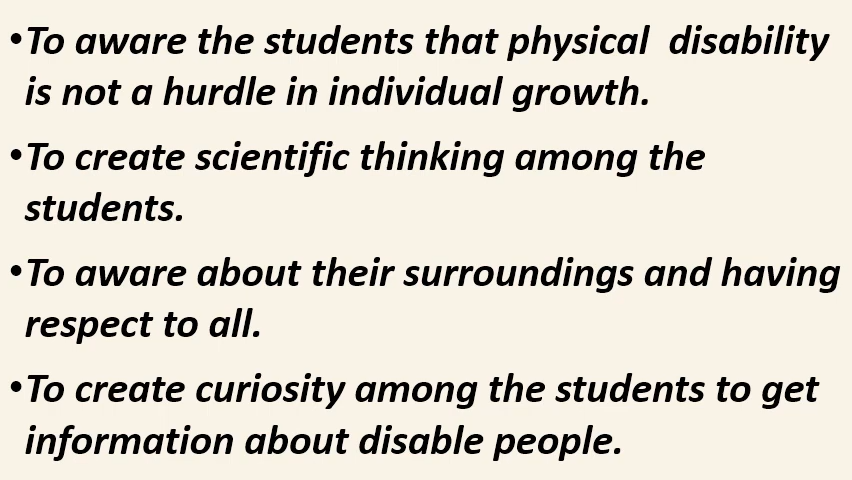 •To aware the students that physical  disability
is not a hurdle in individual growth.
•To create scientific thinking among the
students.
•To aware about their surroundings and having
respect to all.
•To create curiosity among the students to get
information about disable people.